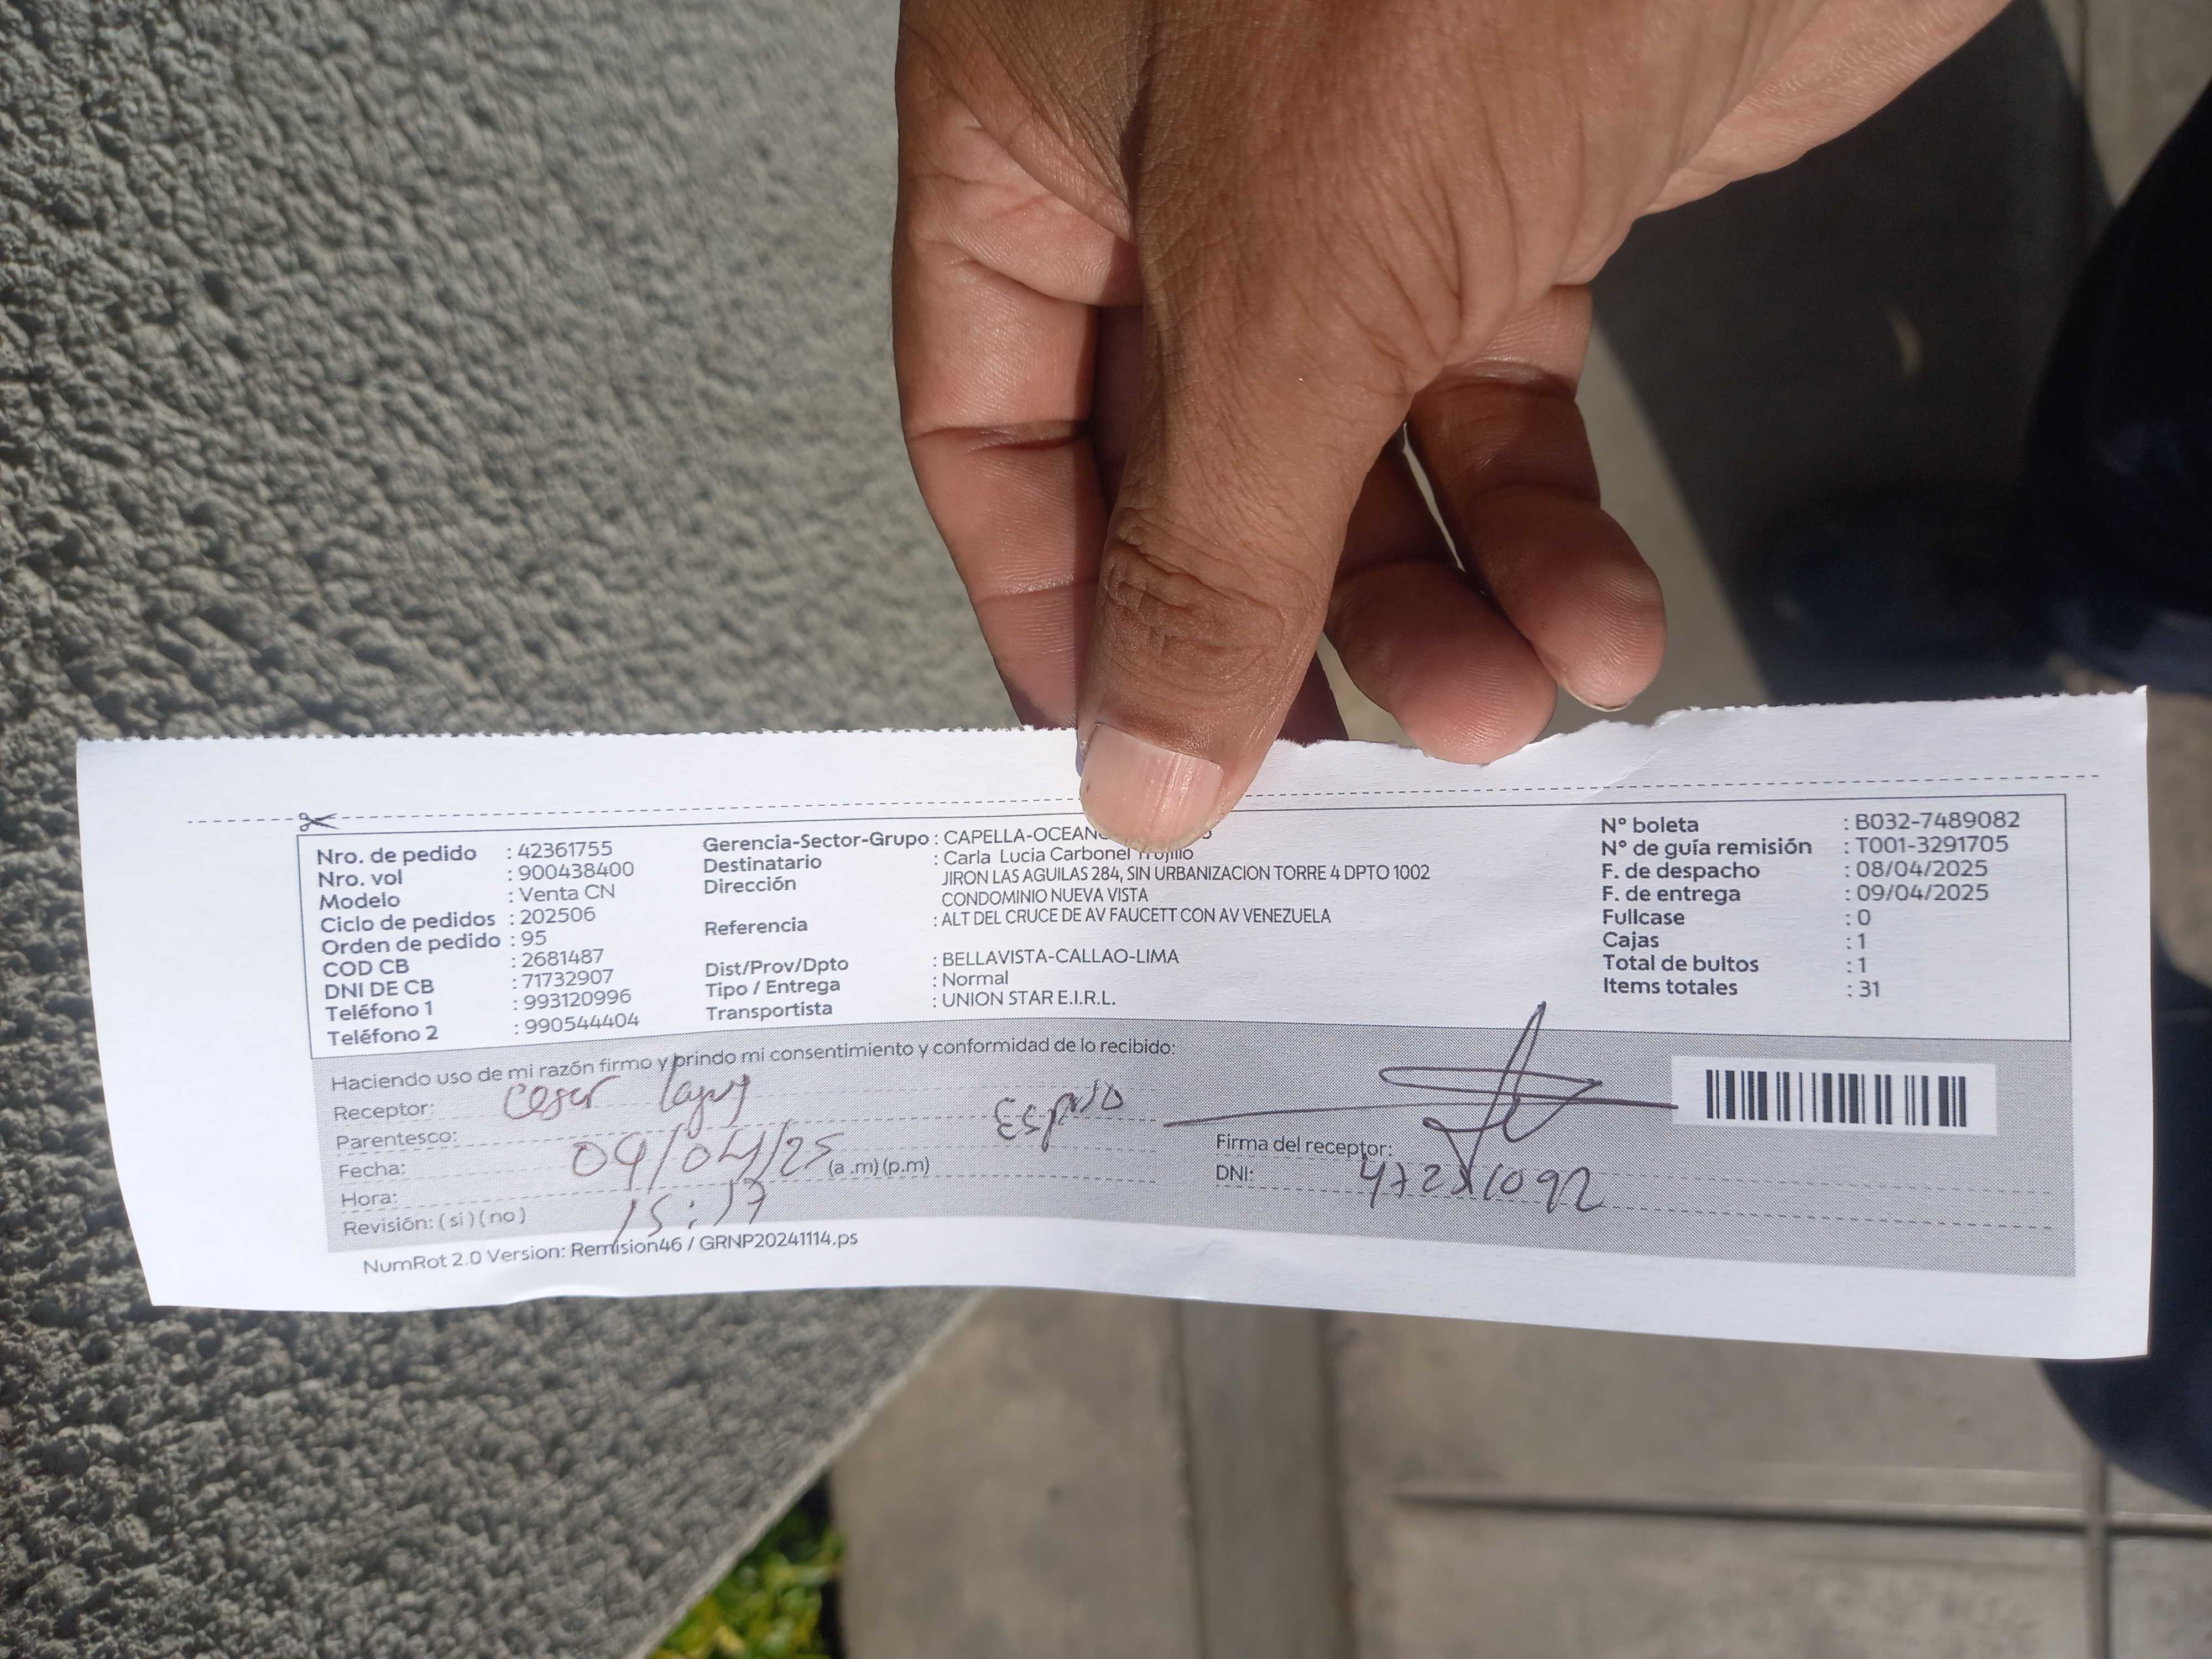 Nro. de pedido : 42361755
Nro. vol : 900438400
Modelo : Venta CN
Ciclo de pedidos : 202506
Orden de pedido : 95
COD CB : 2681487
DNI DE CB : 71732907
Teléfono 1 : 993120996
Teléfono 2 : 990544404
Gerencia-Sector-Grupo : CAPELLA-OCEAN
Destinatario : Carla Lucia Carbonel Trujillo
Dirección : JIRON LAS AGUILAS 284, SIN URBANIZACION TORRE 4 DPTO 1002
CONDOMINIO NUEVA VISTA
Referencia : ALT DEL CRUCE DE AV FAUCETT CON AV VENEZUELA
Dist/Prov/Dpto : BELLAVISTA-CALLAO-LIMA
Tipo / Entrega : Normal
Transportista : UNION STAR E.I.R.L.
N° boleta : B032-7489082
N° de guía remisión : T001-3291705
F. de despacho : 08/04/2025
F. de entrega : 09/04/2025
Fullcase : 0
Cajas : 1
Total de bultos : 1
Items totales : 31
Haciendo uso de mi razón firmo y prindo mi consentimiento y conformidad de lo recibido:
Receptor: Ceser
Parentesco:
Fecha: 09/04/25 (a .m) (p.m)
Hora: 15:17
Revisión: ( si ) ( no )
Firma del receptor:
DNI:
NumRot 2.0 Version: Remision46 / GRNP20241114.ps